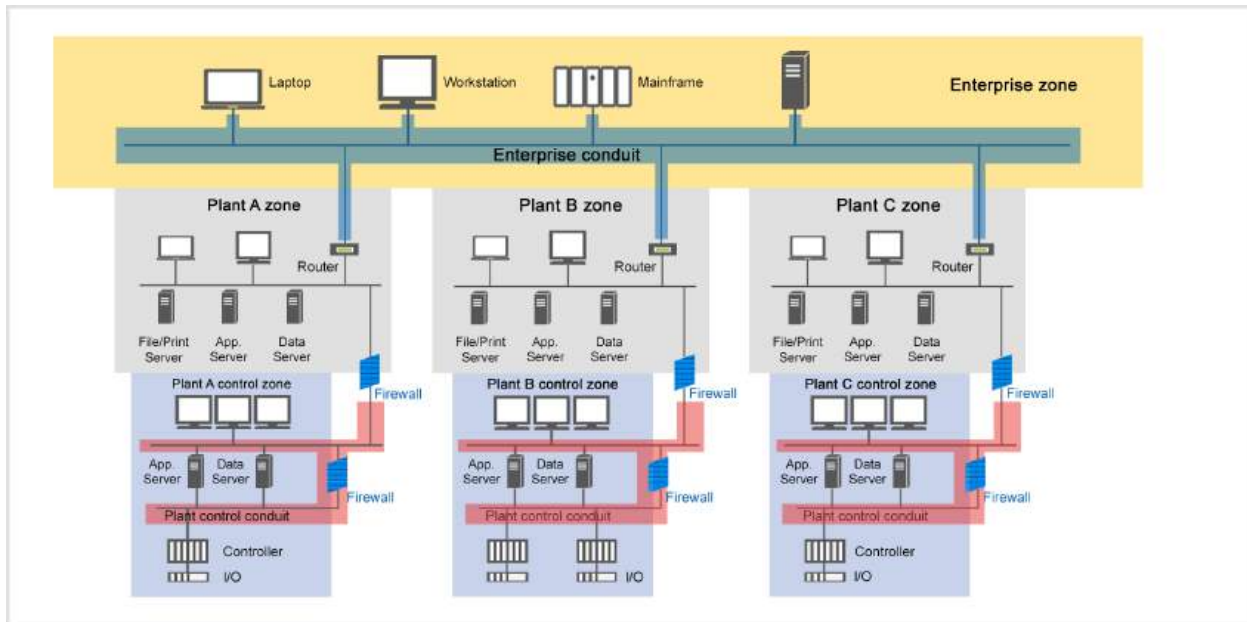 Laptop
Workstation
Mainframe
Enterprise zone
Enterprise conduit
Plant A zone
Router
File/Print
Server
App.
Server
Data
Server
Firewall
Plant A control zone
App.
Server
Data
Server
Firewall
Plant control conduit
Controller
I/O
Plant B zone
Router
File/Print
Server
App.
Server
Data
Server
Firewall
Plant B control zone
App.
Server
Data
Server
Firewall
Plant control conduit
I/O
Plant C zone
Router
File/Print
Server
App.
Server
Data
Server
Firewall
Plant C control zone
App.
Server
Data
Server
Firewall
Plant control conduit
Controller
I/O